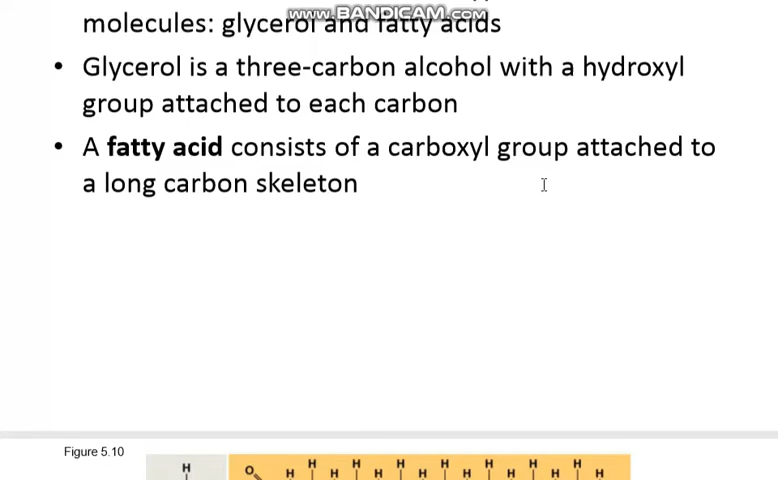 www.BANDICAM.com
molecules: glycerol and fatty acids
• Glycerol is a three-carbon alcohol with a hydroxyl
group attached to each carbon
• A fatty acid consists of a carboxyl group attached to
a long carbon skeleton
Figure 5.10
H H H H H H H
H O H H H H H H H H